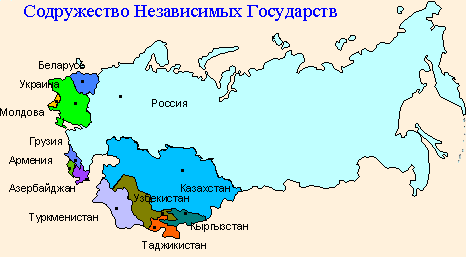 Содружество Независимых Государств
Беларусь
Украина
Россия
Молдова
Грузия
Армения
Азербайджан
Казахстан
Узбекистан
Туркменистан
Кыргызстан
Таджикистан